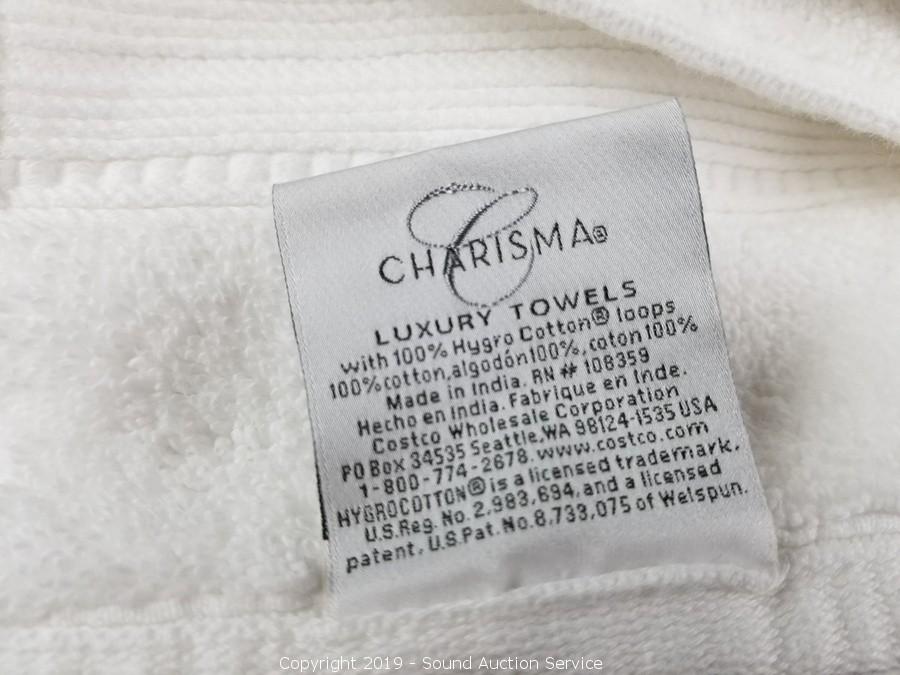 CHARISMA®
LUXURY TOWELS
with 100% Hygro Cotton® loops
100%cotton,algodón100%,coton100%
Made in India. RN# 108359
Hecho en India. Fabrique en Inde.
Costco Wholesale Corporation
PO Box 34535 Seattle,WA 98124-1535 USA
1-800-774-2678. www.costco.com
HYGROCOTTON® is a licensed trademark,
U.S.Reg. No. 2,983,694, and a licensed
patent, U.S.Pat. No.8,733,075 of Welspun.
Copyright 2019 - Sound Auction Service